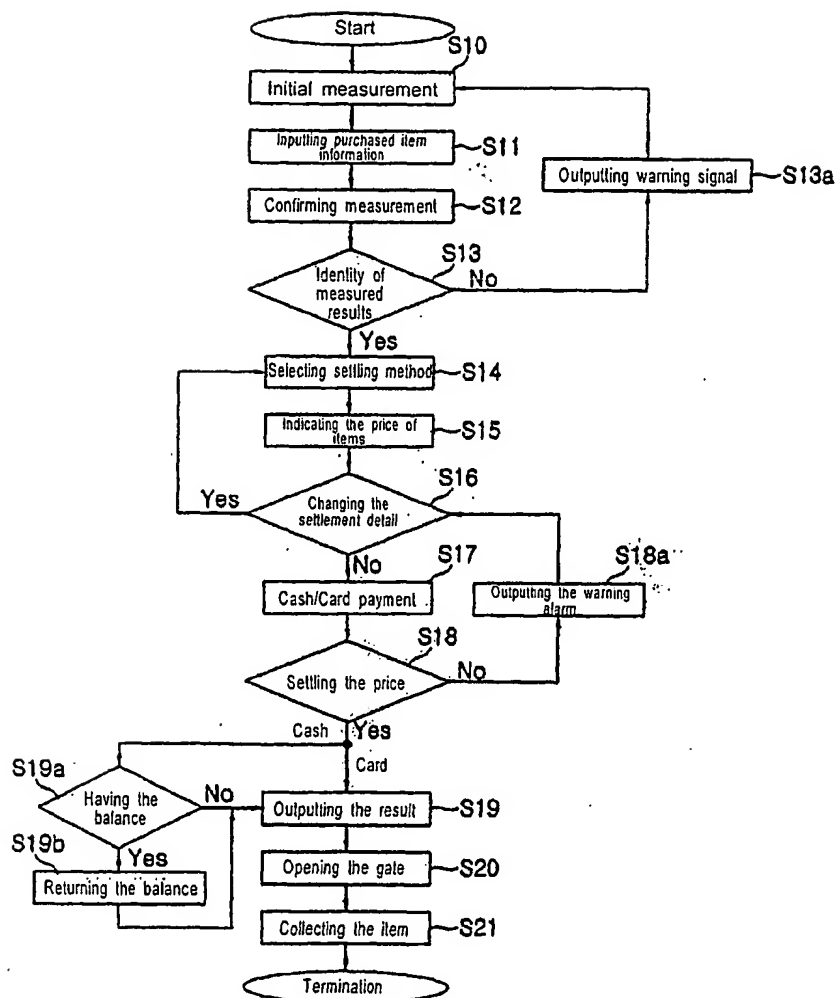 Start
S10
Initial measurement
Inputting purchased item
information
S11
Outputting warning signal
S13a
Confirming measurement
S12
S13
Identity of
measured
results
No
Yes
Selecting settling method
S14
Indicating the price of
items
S15
S16
Yes
Changing the
settlement detail
No
S17
S18a
Cash/Card payment
Outputting the warning
alarm
S18
Settling the price
No
Cash
Yes
Card
S19a
Having the
balance
No
Outputting the result
S19
S19b
Yes
Returning the balance
Opening the gate
S20
Collecting the item
S21
Termination